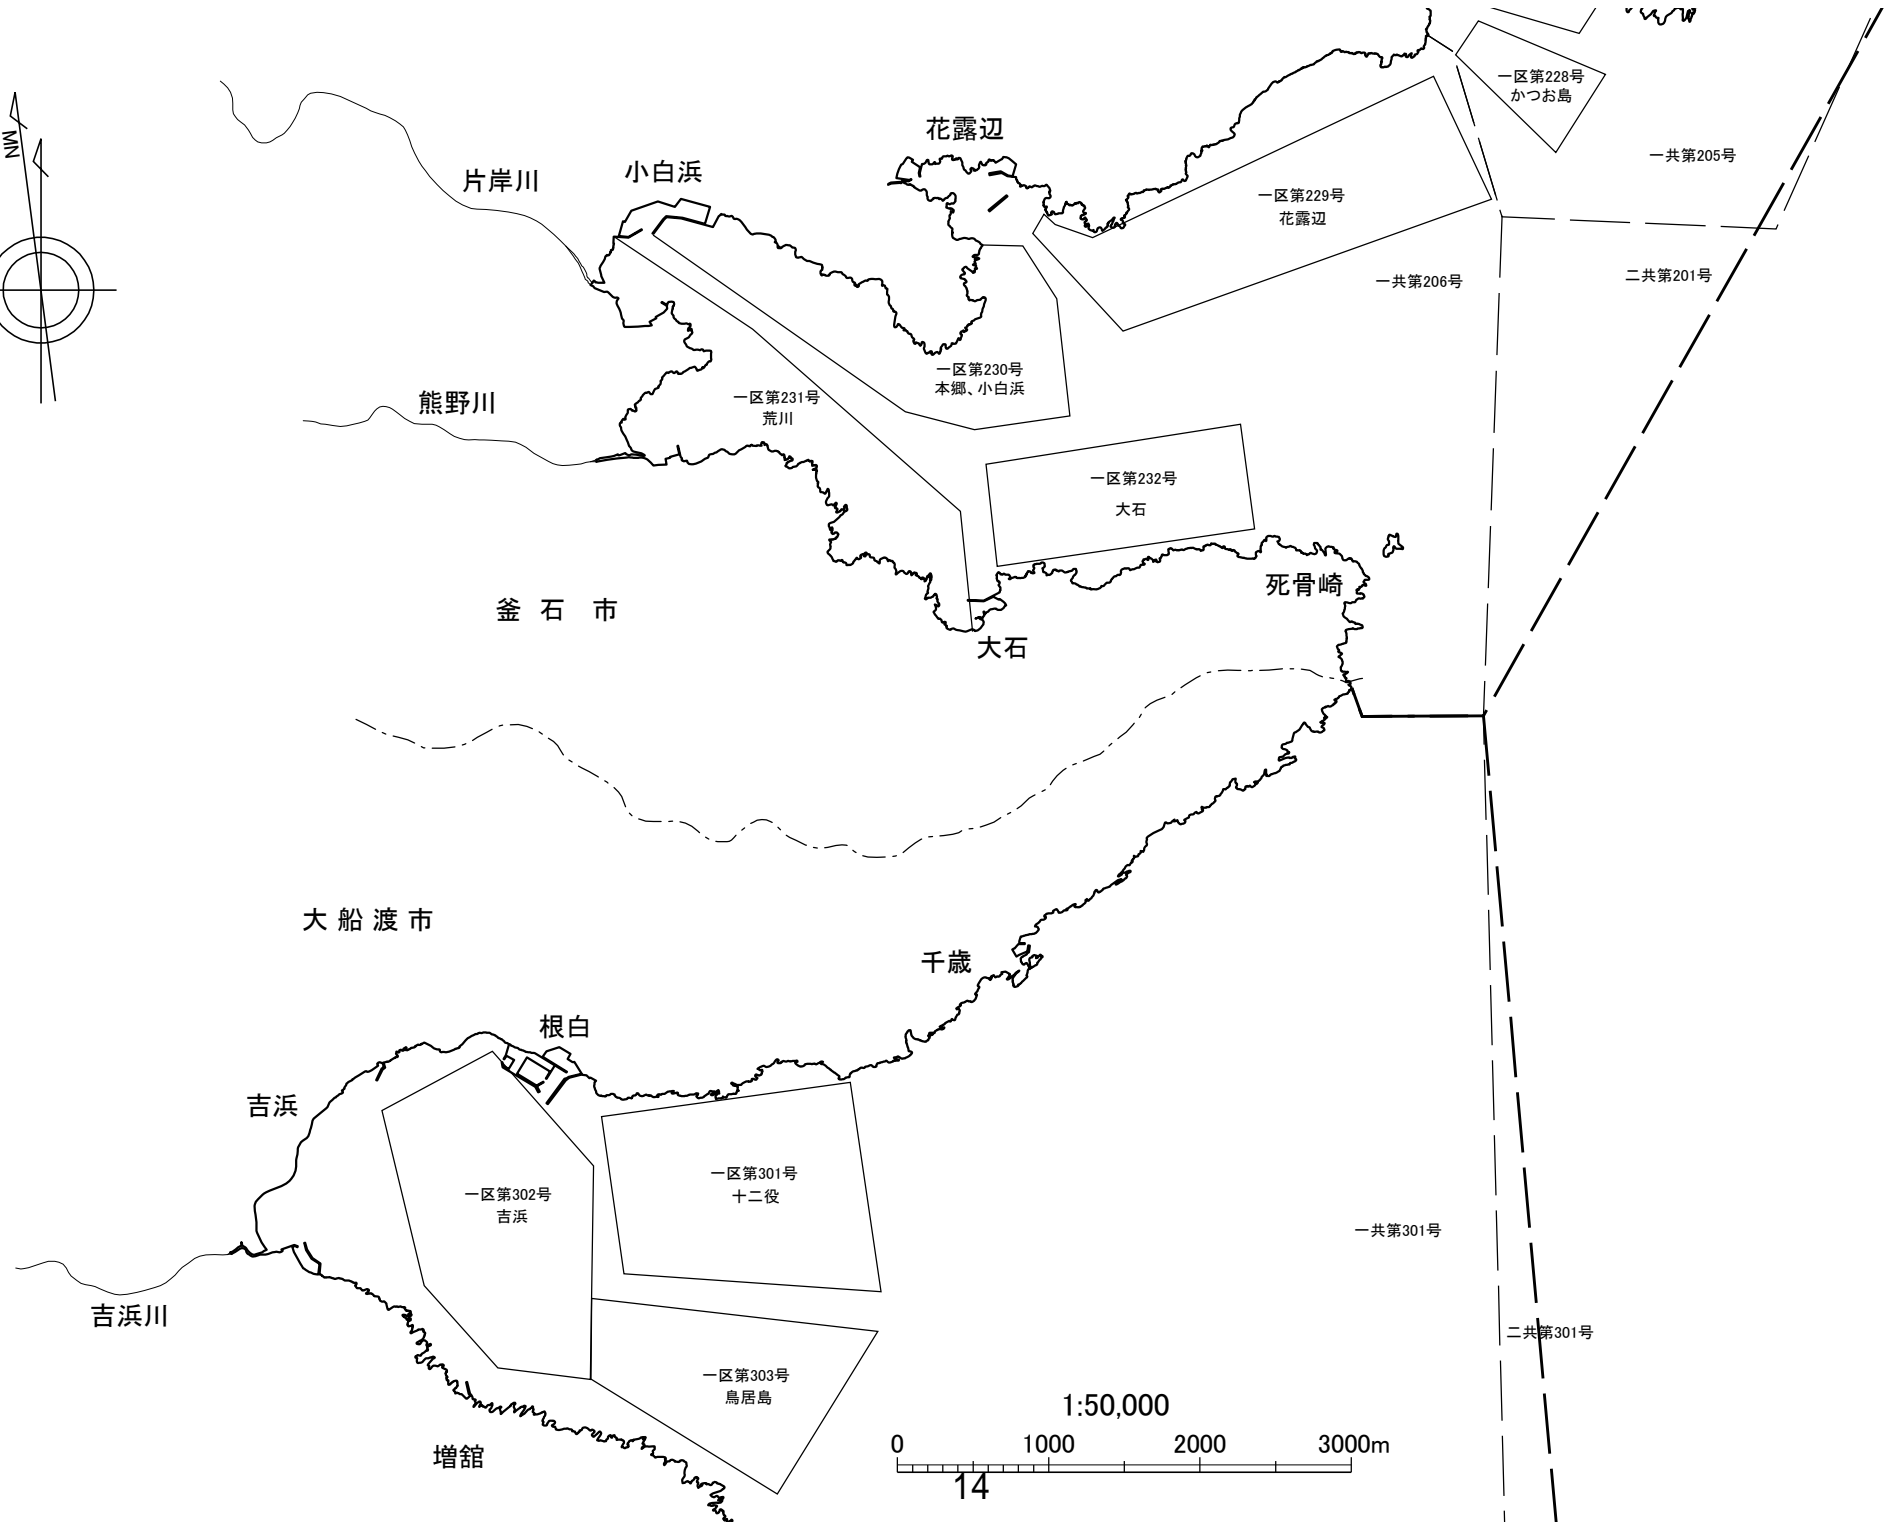 一区第228号
かつお島
花露辺
MN
一共第205号
小白浜
片岸川
一区第229号
花露辺
二共第201号
一共第206号
一区第230号
本郷、小白浜
一区第231号
荒川
熊野川
一区第232号
大石
死骨崎
釜石市
大石
大船渡市
千歳
根白
吉浜
一区第301号
十二役
一区第302号
吉浜
一共第301号
吉浜川
二共第301号
一区第303号
鳥居島
1:50,000
0 1000 2000 3000m
増舘
14